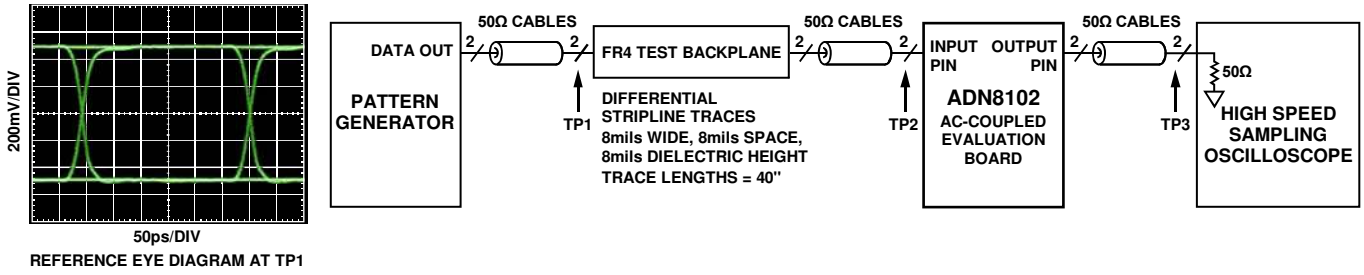 200mV/DIV
50ps/DIV
REFERENCE EYE DIAGRAM AT TP1
DATA OUT
PATTERN
GENERATOR
50Ω CABLES
2
2
TP1
FR4 TEST BACKPLANE
DIFFERENTIAL
STRIPLINE TRACES
8mils WIDE, 8mils SPACE,
8mils DIELECTRIC HEIGHT
TRACE LENGTHS = 40"
50Ω CABLES
2
2
TP2
INPUT OUTPUT
PIN PIN
ADN8102
AC-COUPLED
EVALUATION
BOARD
50Ω CABLES
2
2
TP3
50Ω
HIGH SPEED
SAMPLING
OSCILLOSCOPE